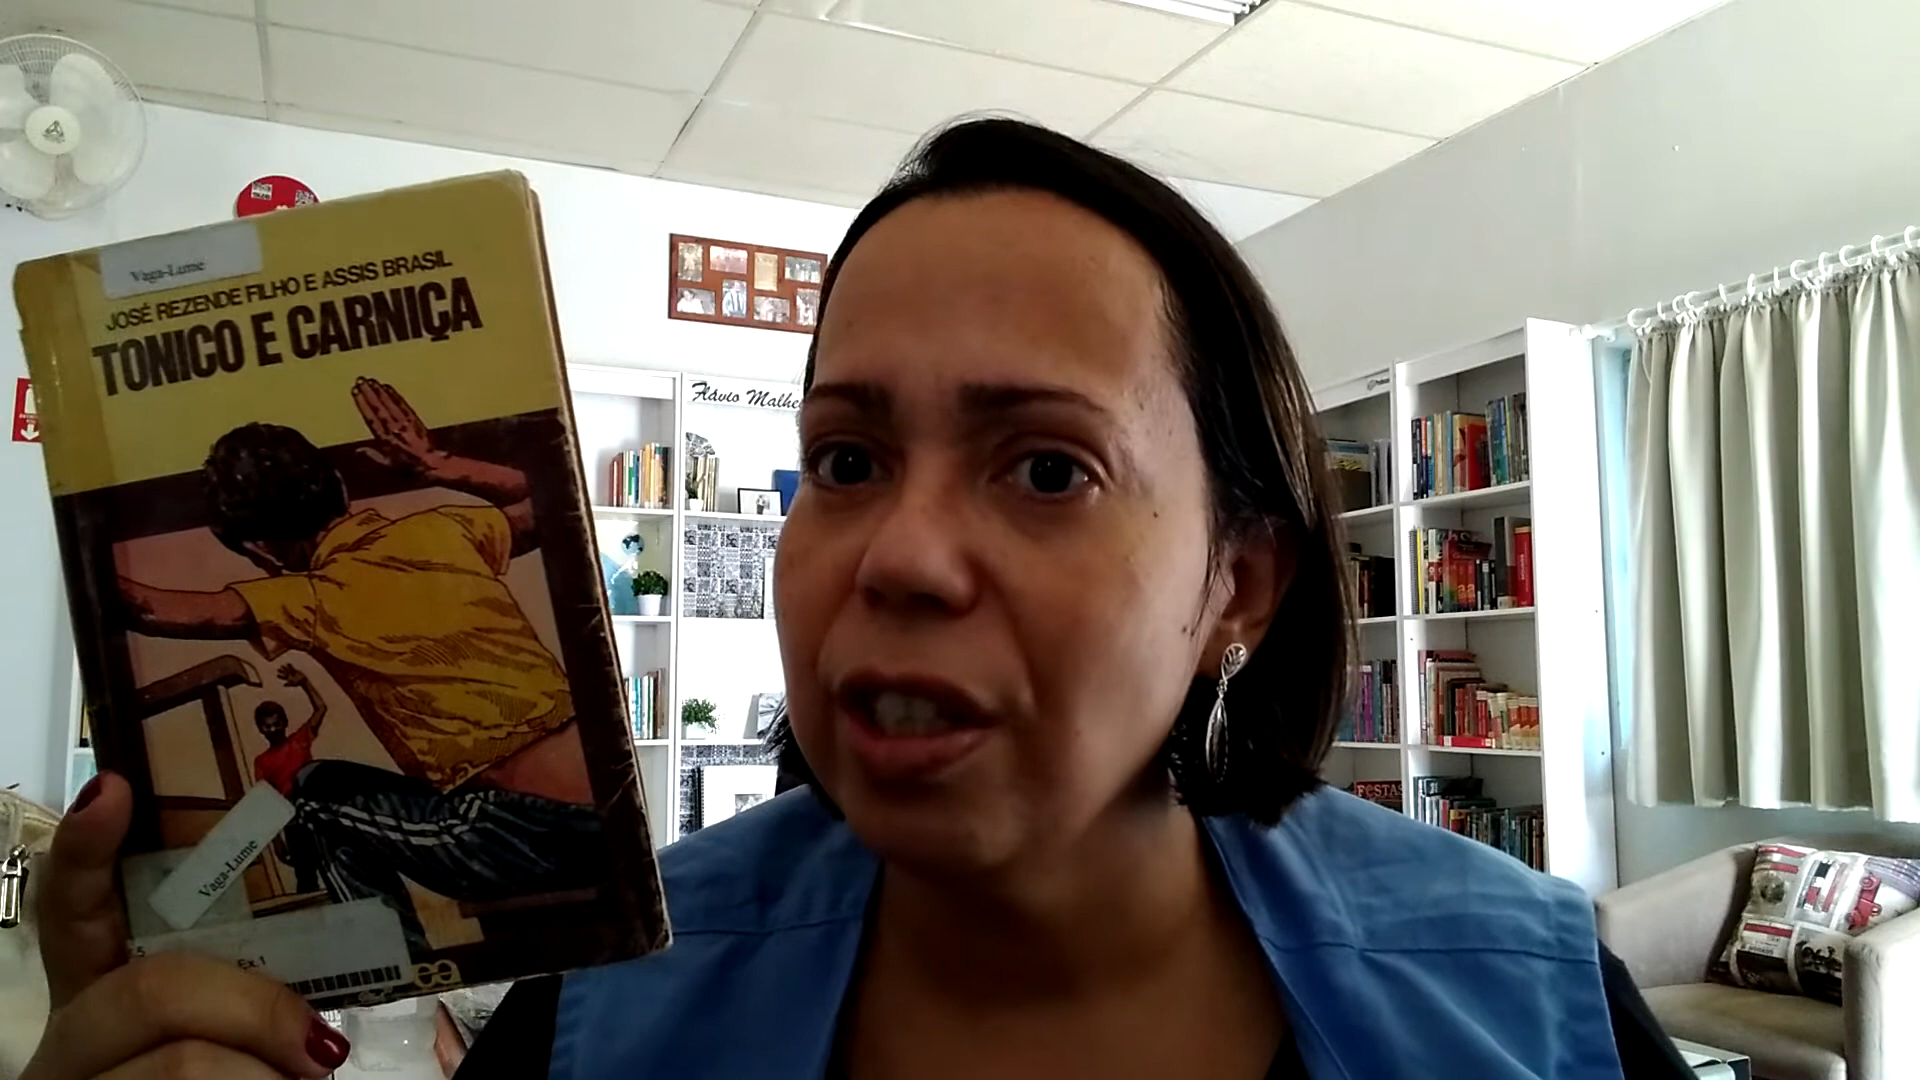 Vaga-Lume
JOSÉ REZENDE FILHO E ASSIS BRASIL
TONICO E CARNIÇA
Vaga-Lume
Ex.1
Flávio Malhe
FESTAS